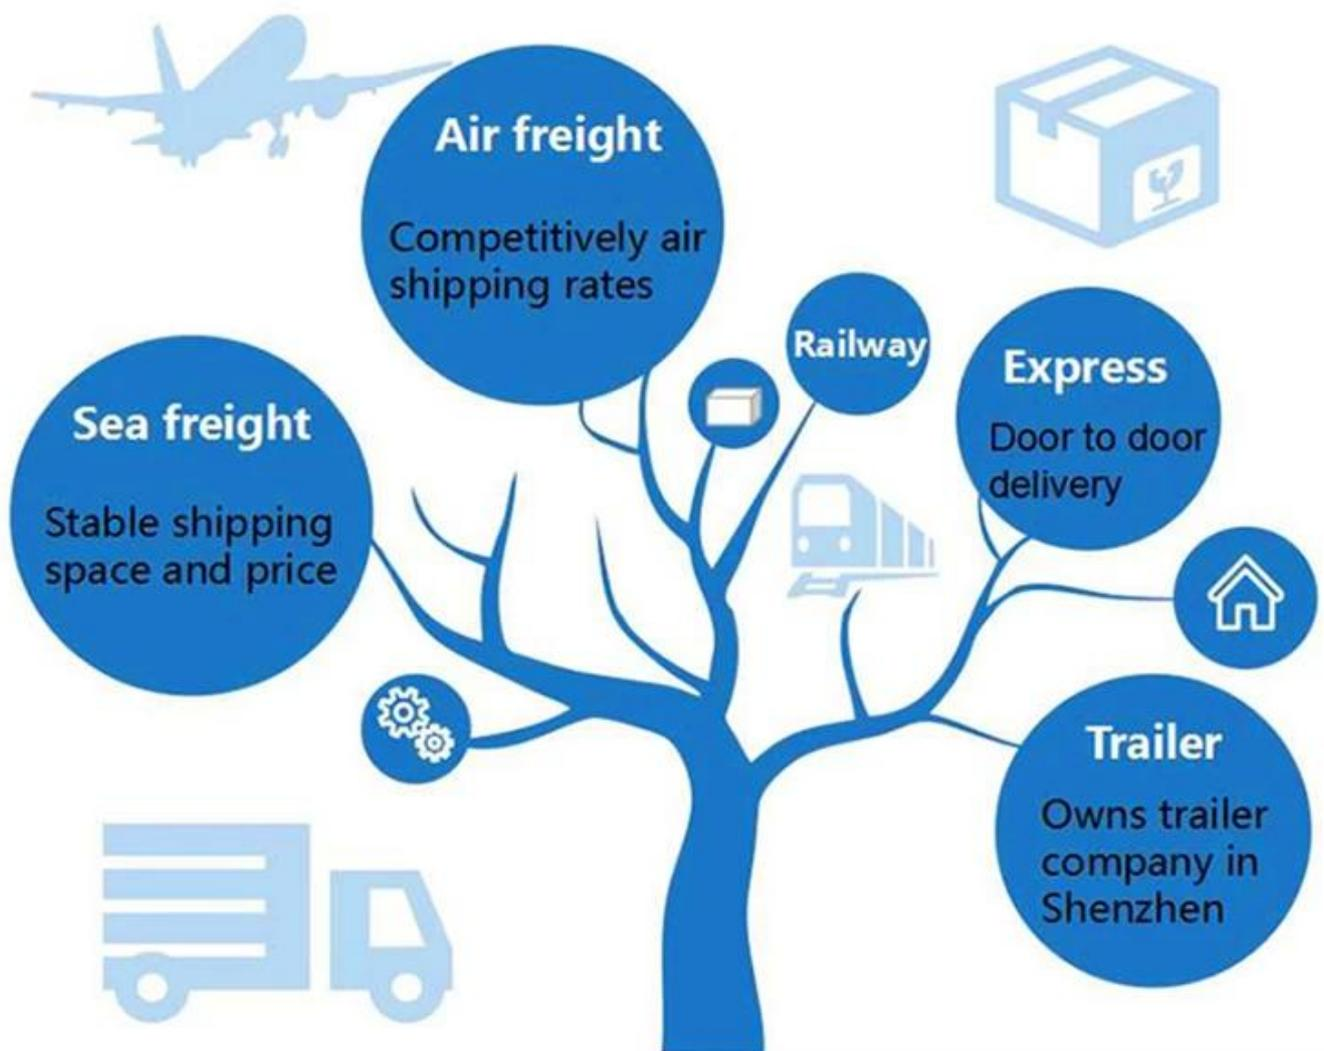 Air freight
Competitively air
shipping rates
Railway
Express
Door to door
delivery
Sea freight
Stable shipping
space and price
Trailer
Owns trailer
company in
Shenzhen